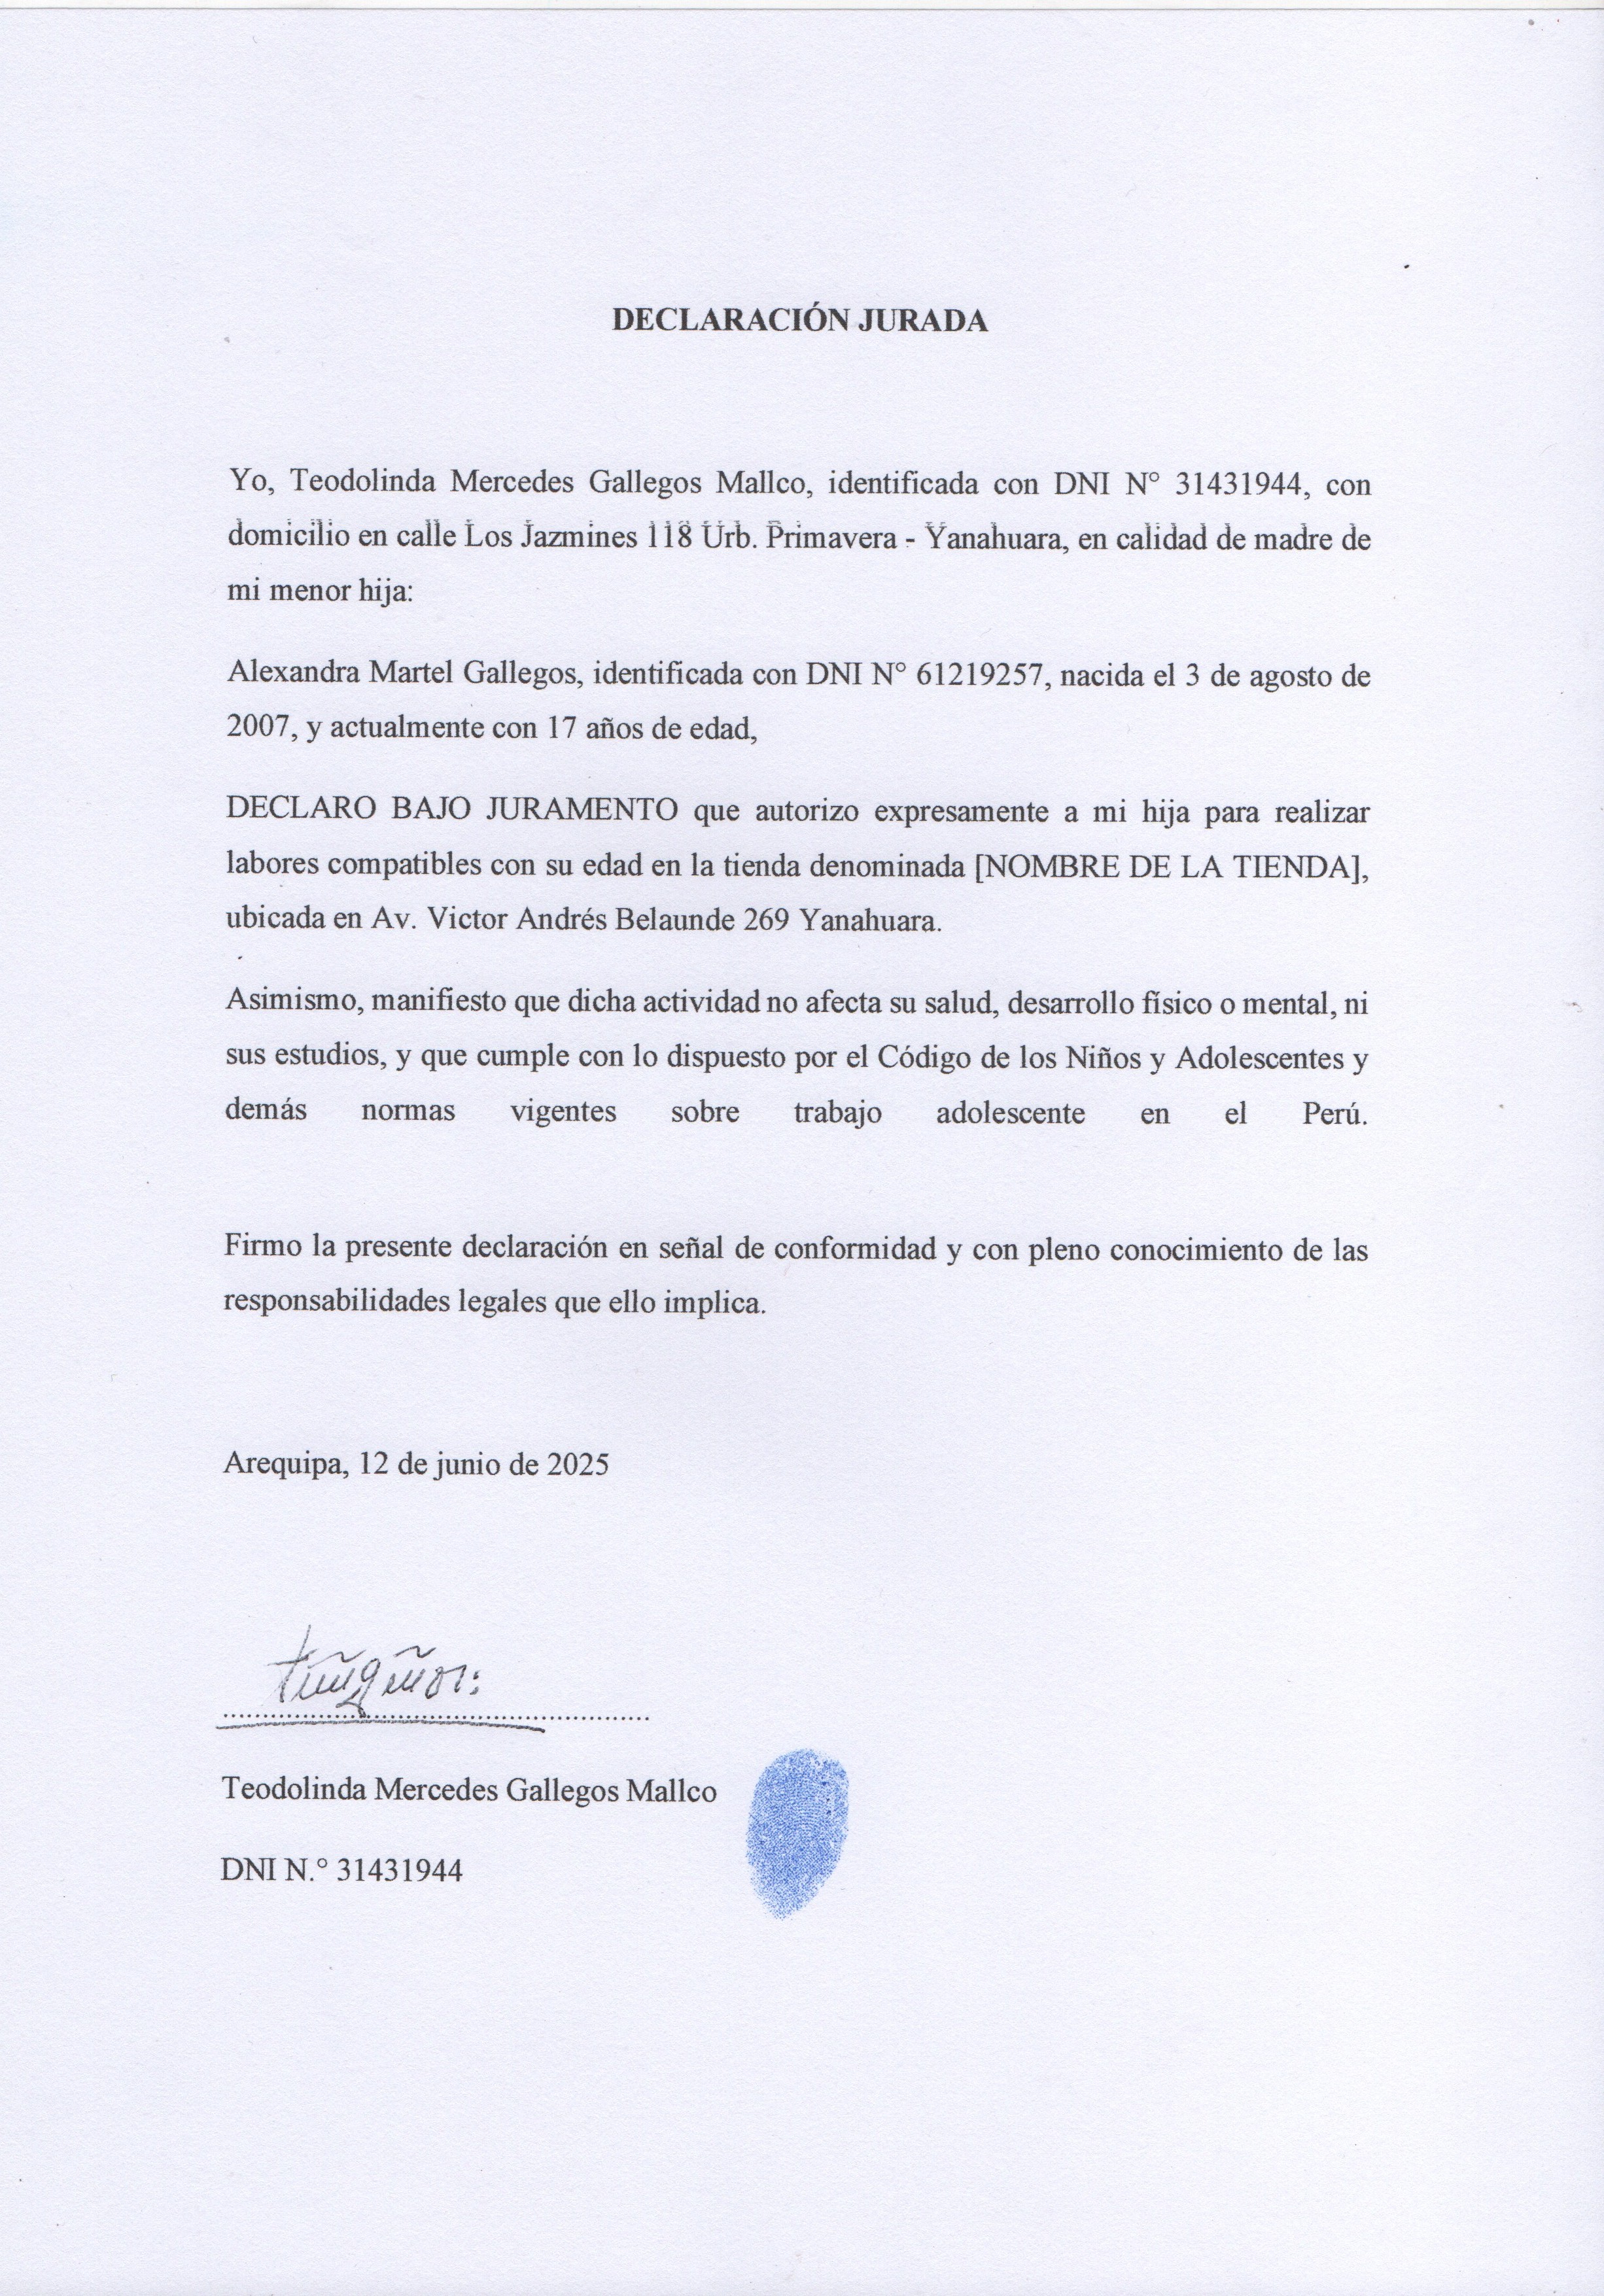 DECLARACIÓN JURADA
Yo, Teodolinda Mercedes Gallegos Mallco, identificada con DNI N° 31431944, con
domicilio en calle Los Jazmines 118 Urb. Primavera - Yanahuara, en calidad de madre de
mi menor hija:
Alexandra Martel Gallegos, identificada con DNI N° 61219257, nacida el 3 de agosto de
2007, y actualmente con 17 años de edad,
DECLARO BAJO JURAMENTO que autorizo expresamente a mi hija para realizar
labores compatibles con su edad en la tienda denominada [NOMBRE DE LA TIENDA],
ubicada en Av. Victor Andrés Belaunde 269 Yanahuara.
Asimismo, manifiesto que dicha actividad no afecta su salud, desarrollo físico o mental, ni
sus estudios, y que cumple con lo dispuesto por el Código de los Niños y Adolescentes y
demás normas vigentes sobre trabajo adolescente en el Perú.
Firmo la presente declaración en señal de conformidad y con pleno conocimiento de las
responsabilidades legales que ello implica.
Arequipa, 12 de junio de 2025
Teodolinda Mercedes Gallegos Mallco
DNI N.° 31431944